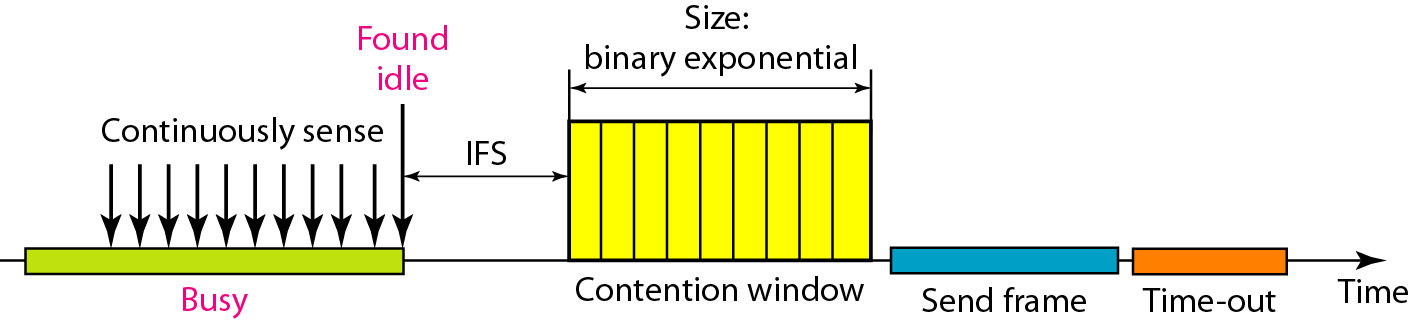 Size:
binary exponential
Found
idle
Continuously sense
IFS
Busy
Contention window
Send frame
Time-out
Time